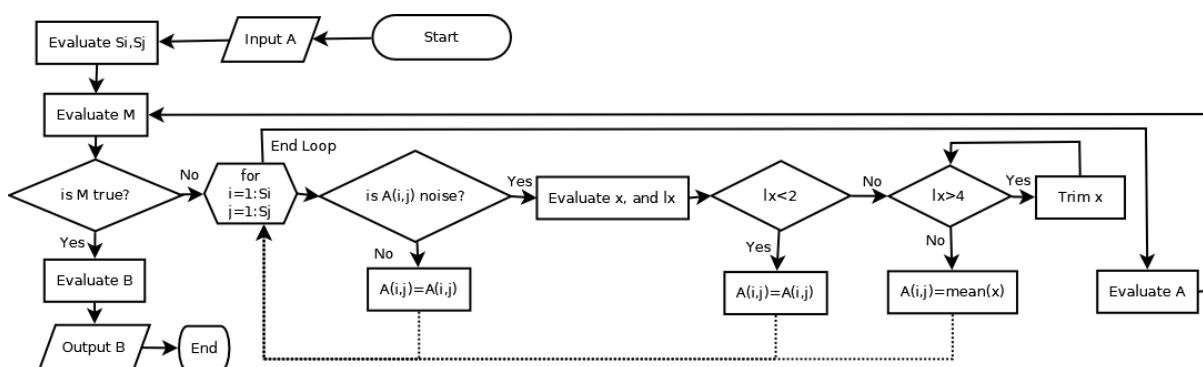 Start
Input A
Evaluate Si,Sj
Evaluate M
is M true?
No
Yes
Evaluate B
Output B
End
for
i=1:Si
j=1:Sj
End Loop
is A(i,j) noise?
Yes
No
A(i,j)=A(i,j)
Evaluate x, and lx
lx<2
No
Yes
A(i,j)=A(i,j)
lx>4
Yes
Trim x
No
A(i,j)=mean(x)
Evaluate A